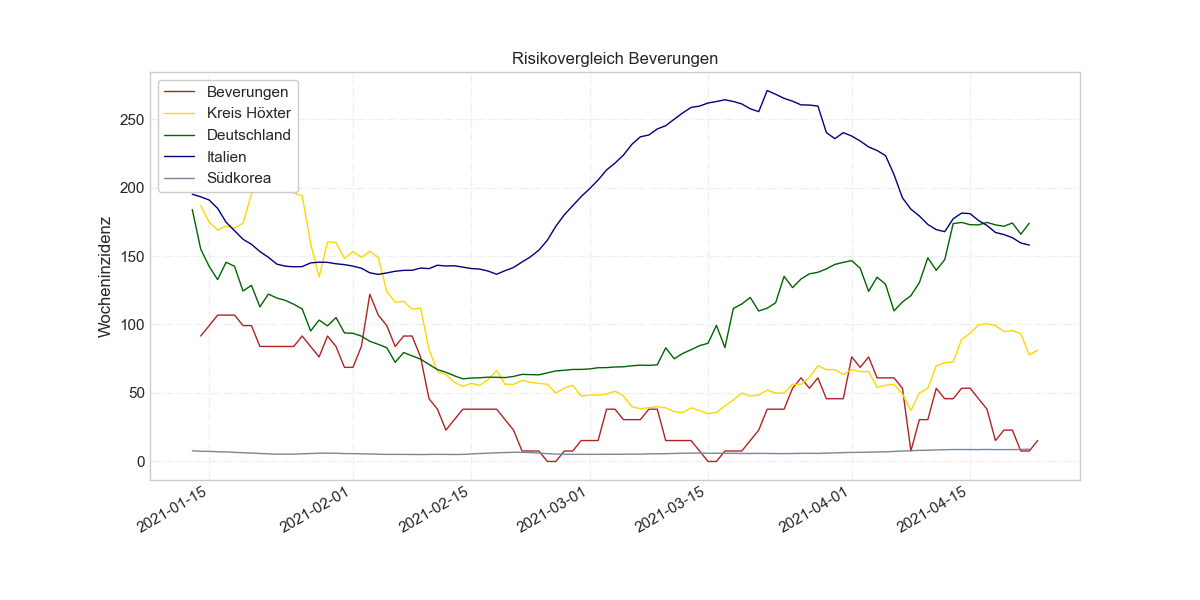 Risikovergleich Beverungen
Beverungen
Kreis Höxter
Deutschland
Italien
Südkorea
Wocheninzidenz
250
200
150
100
50
0
2021-01-15
2021-02-01
2021-02-15
2021-03-01
2021-03-15
2021-04-01
2021-04-15